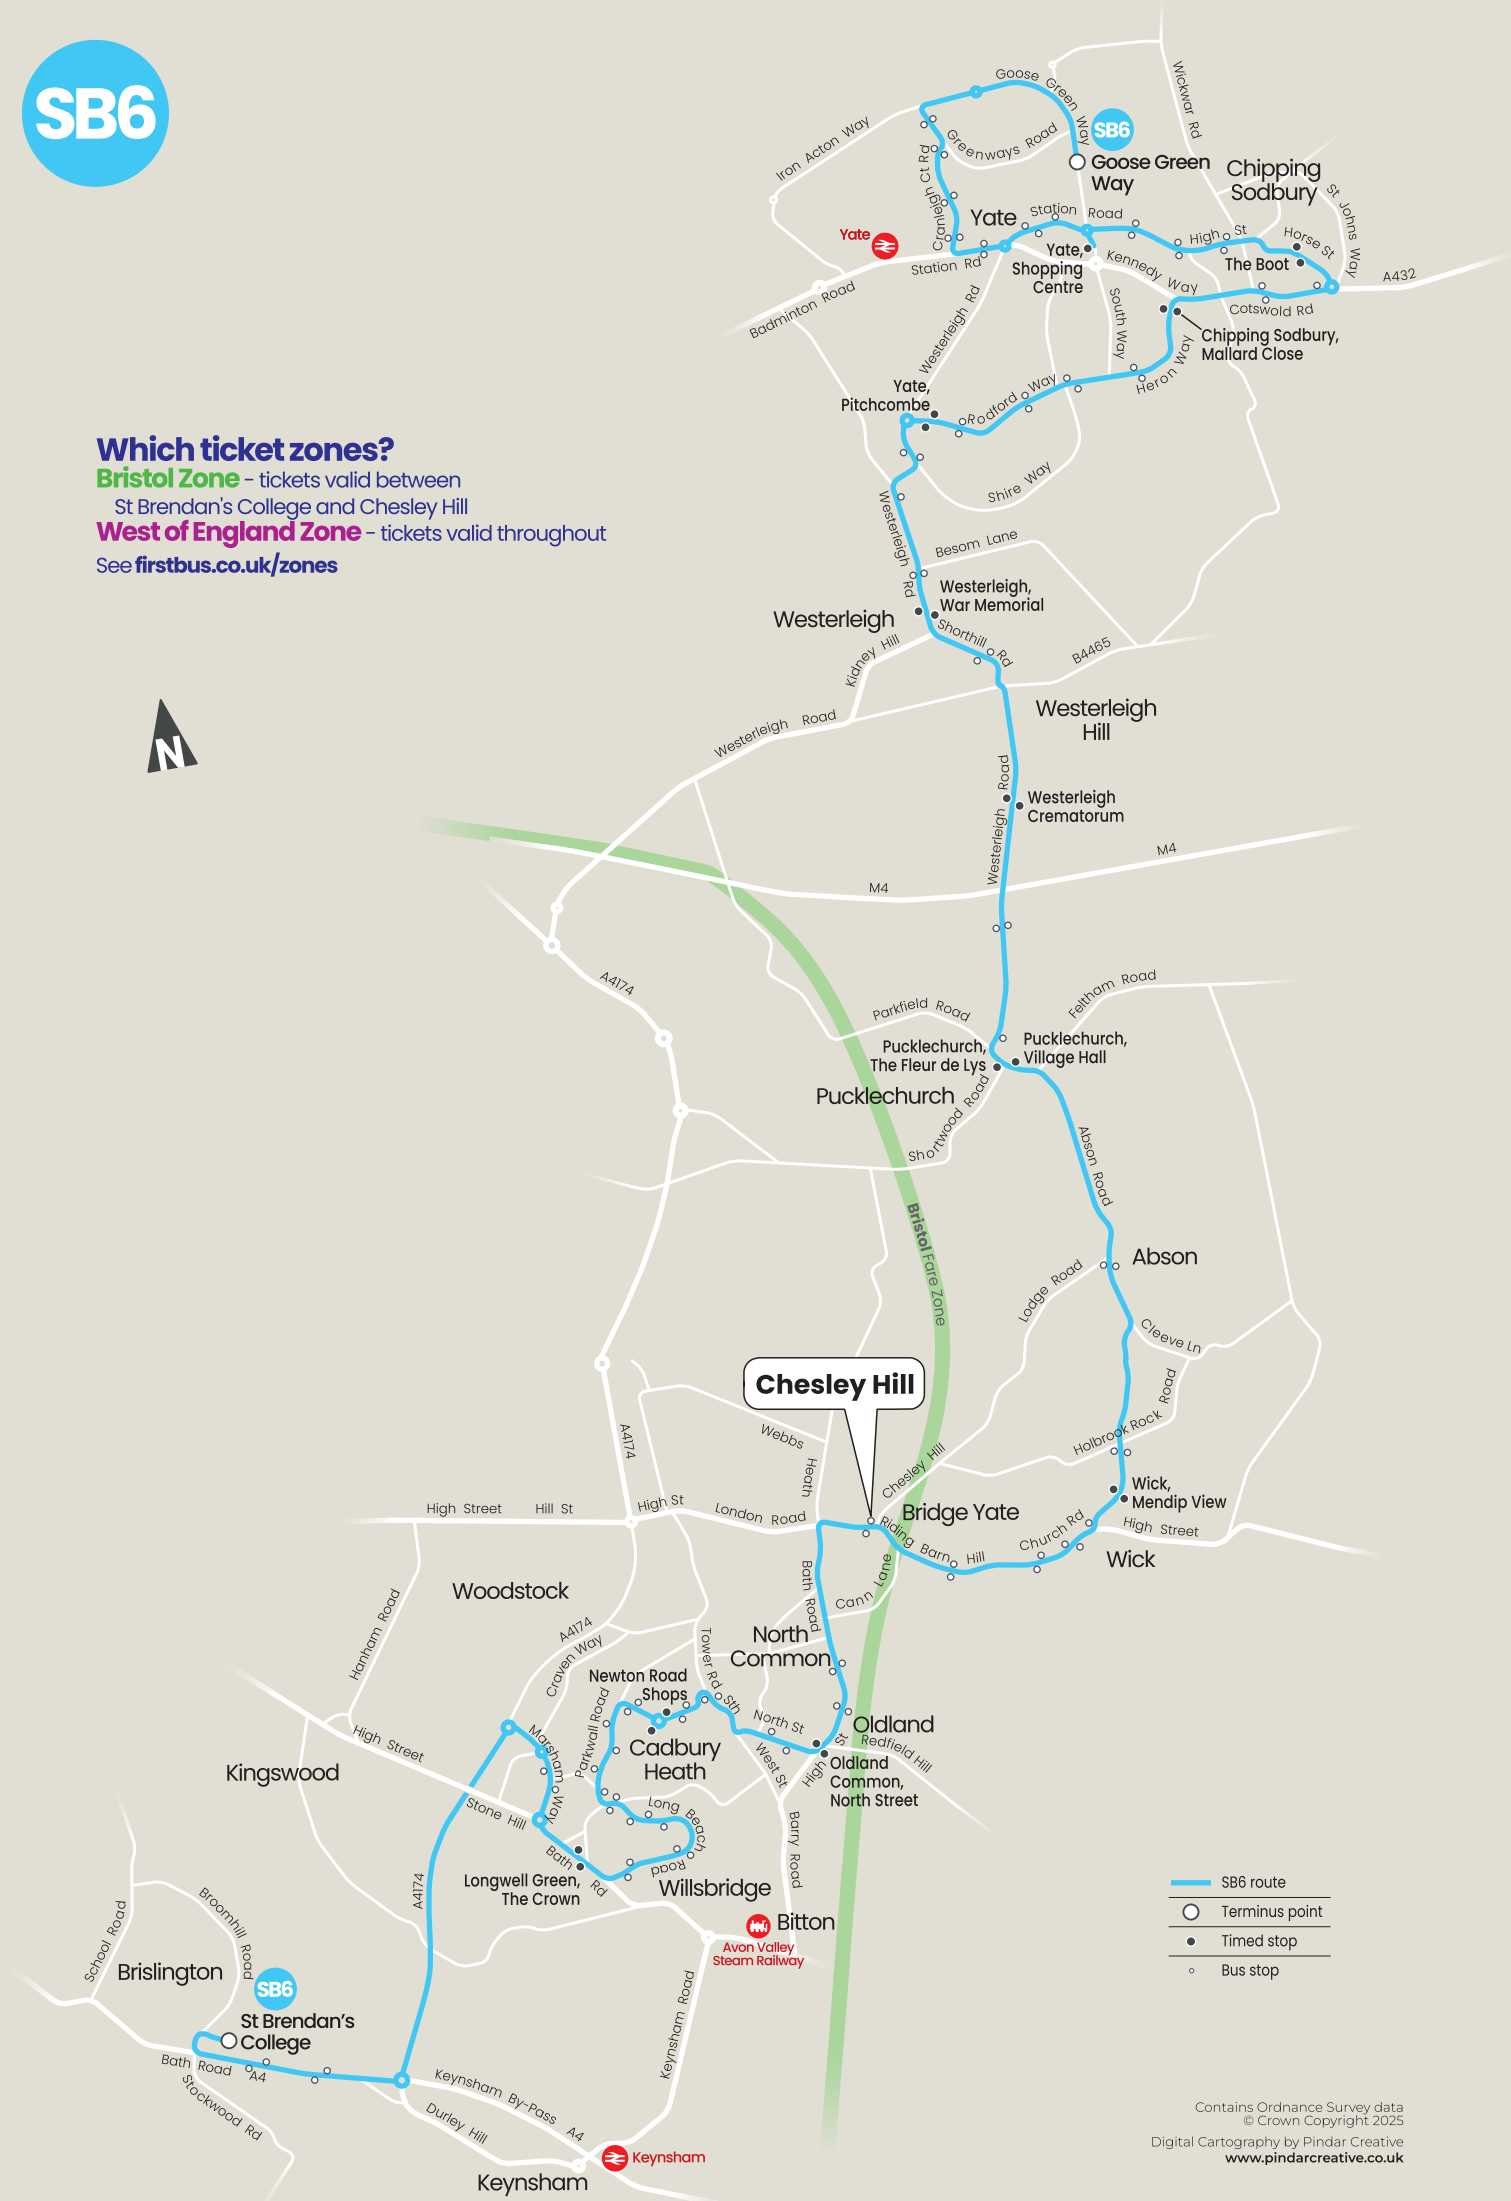 SB6
Goose Green Way
Wickwar Rd
Iron Acton Way
Greenways Road
SB6
Goose Green
Way
Chipping
Sodbury
Cranleigh Ct Rd
St Johns Way
Yate
Station Road
Yate
High St
Horse St
Station Rd
Yate,
Shopping
Centre
Kennedy Way
The Boot
A432
Badminton Road
Westerleigh Rd
South Way
Cotswold Rd
Chipping Sodbury,
Mallard Close
Heron Way
Yate,
Pitchcombe
Rodford Way
Which ticket zones?
Bristol Zone - tickets valid between
St Brendan's College and Chesley Hill
West of England Zone - tickets valid throughout
See firstbus.co.uk/zones
Shire Way
Westerleigh Rd
Besom Lane
Westerleigh,
War Memorial
Westerleigh
Shorthill Rd
Kidney Hill
B4465
N
Westerleigh Road
Westerleigh
Hill
Westerleigh Road
Westerleigh
Crematorum
M4
M4
A4174
Feltham Road
Parkfield Road
Pucklechurch,
The Fleur de Lys
Pucklechurch,
Village Hall
Pucklechurch
Shortwood Road
Abson Road
Bristol Fare Zone
Abson
Lodge Road
Cleeve Ln
Chesley Hill
Holbrook Rock Road
A4174
Webbs Heath
Chesley Hill
Wick,
Mendip View
High Street
Hill St
High St
London Road
Bridge Yate
Riding Barn Hill
Church Rd
High Street
Wick
Bath Road
Cann Lane
Woodstock
Hanham Road
A4174
Craven Way
North
Common
Tower Rd Sth
Newton Road
Shops
Parkwall Road
North St
Oldland
High Street
Marsham Way
Cadbury
Heath
West St
High St
Redfield Hill
Oldland
Common,
North Street
Kingswood
Stone Hill
Long Beach Road
Barry Road
Bath Rd
Longwell Green,
The Crown
Willsbridge
A4174
Bitton
Avon Valley
Steam Railway
SB6 route
Terminus point
Timed stop
Bus stop
School Road
Broomhill Road
Brislington
SB6
St Brendan’s
College
Keynsham Road
Bath Road
A4
Stockwood Rd
Keynsham By-Pass A4
Durley Hill
Keynsham
Keynsham
Contains Ordnance Survey data
© Crown Copyright 2025
Digital Cartography by Pindar Creative
www.pindarcreative.co.uk